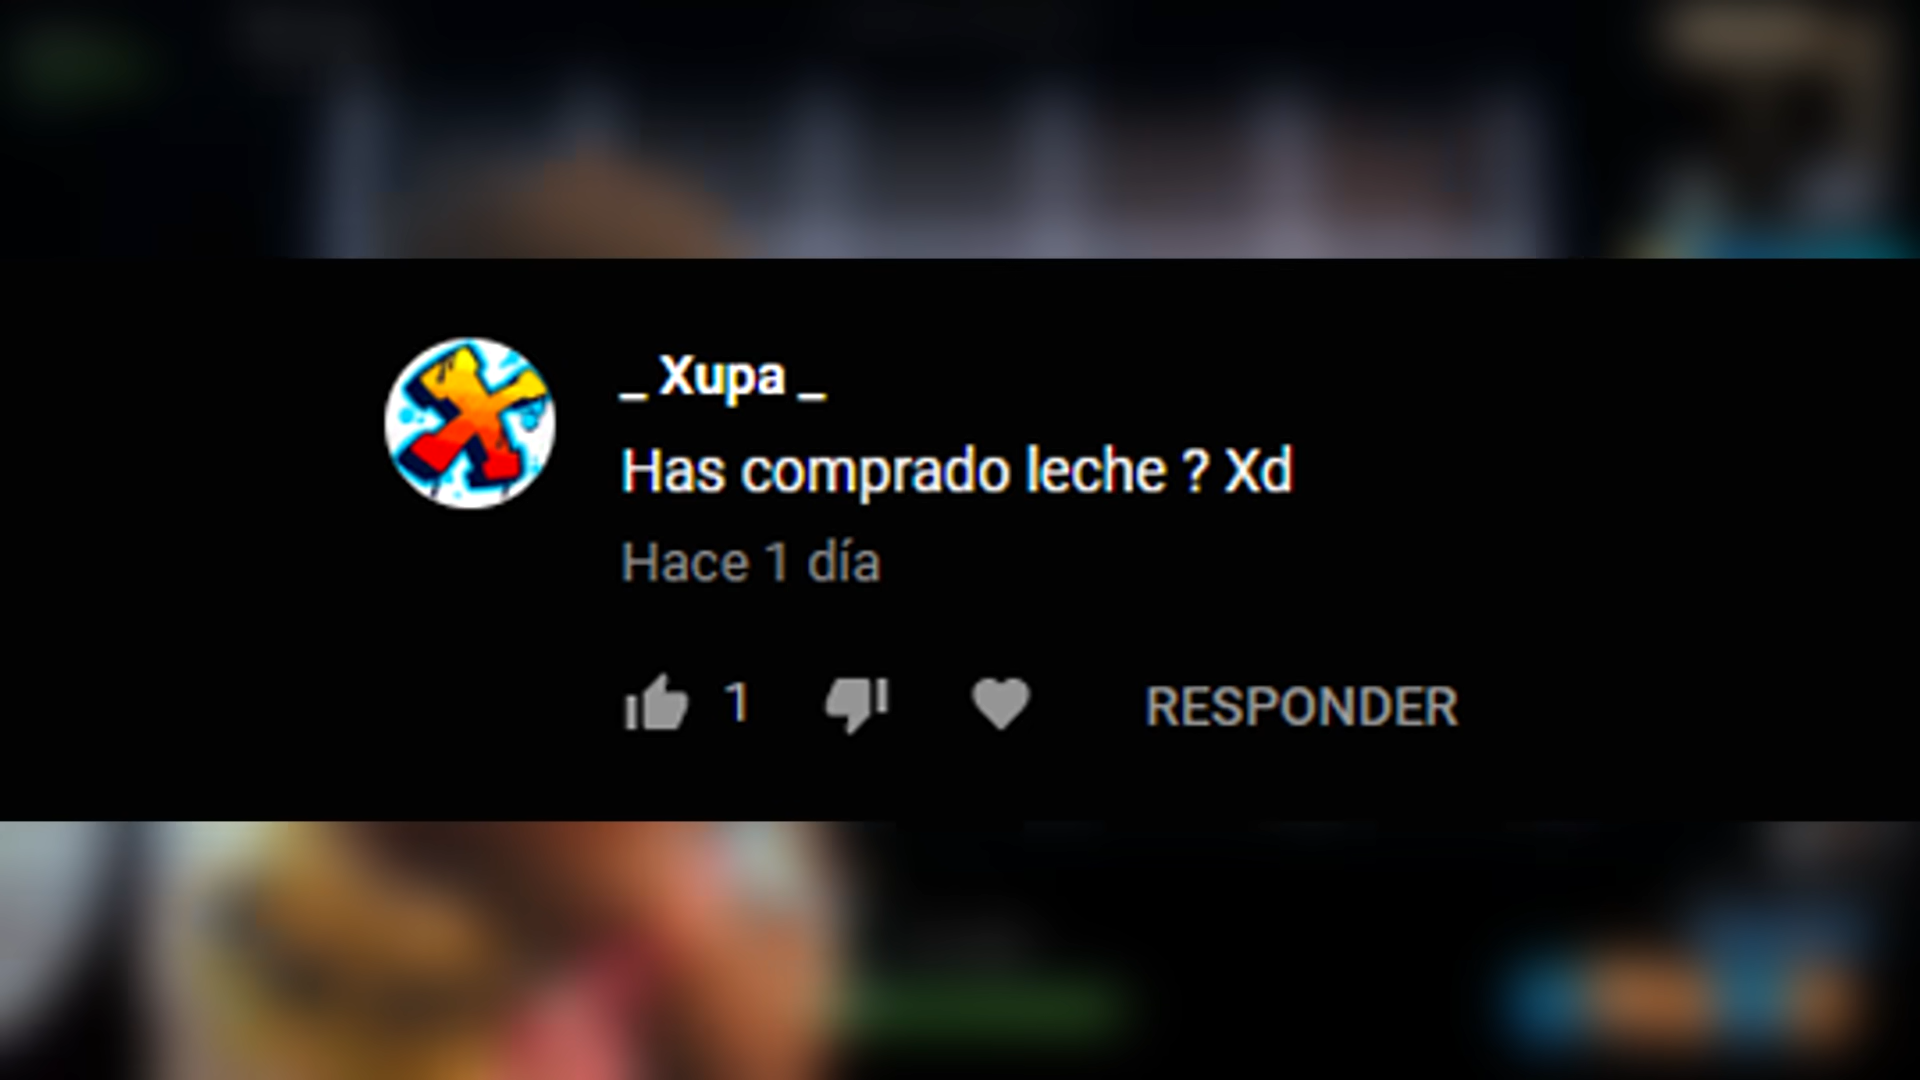 _ Xupa _
Has comprado leche ? Xd
Hace 1 día
1
RESPONDER